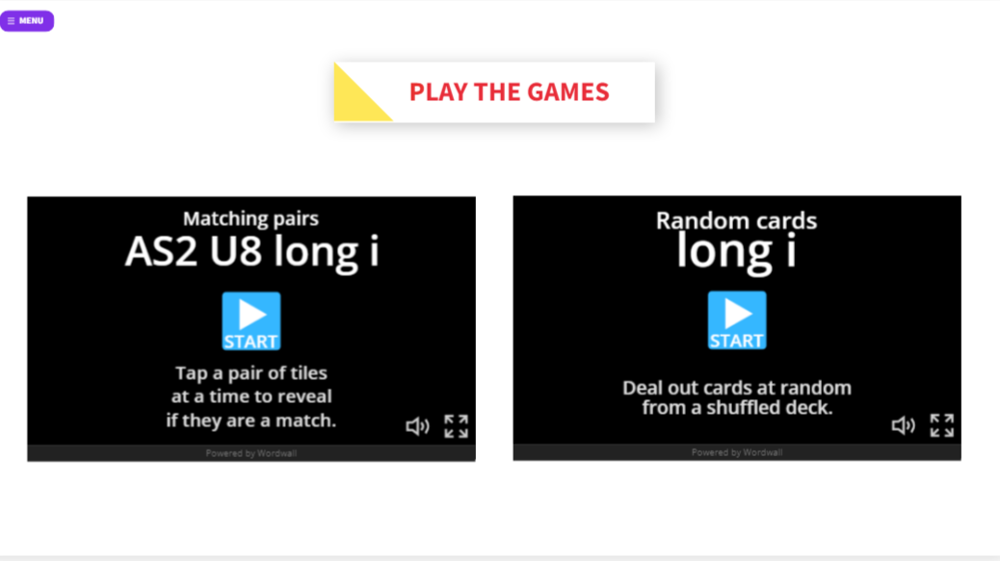 MENU
PLAY THE GAMES
Matching pairs
AS2 U8 long i
START
Tap a pair of tiles
at a time to reveal
if they are a match.
Powered by Wordwall
Random cards
long i
START
Deal out cards at random
from a shuffled deck.
Powered by Wordwall